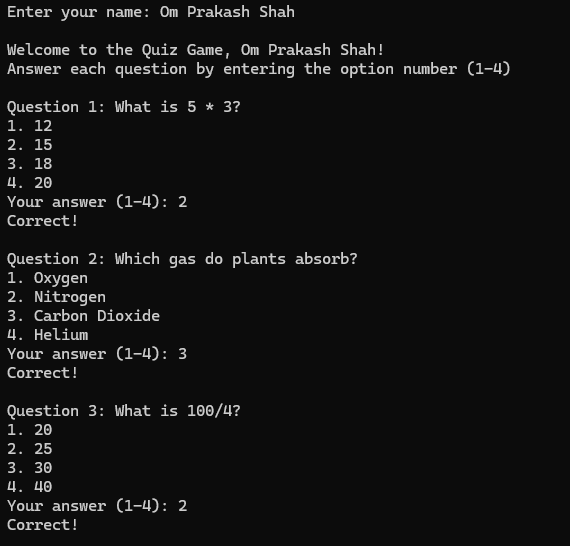 Enter your name: Om Prakash Shah
Welcome to the Quiz Game, Om Prakash Shah!
Answer each question by entering the option number (1-4)
Question 1: What is 5 * 3?
1. 12
2. 15
3. 18
4. 20
Your answer (1-4): 2
Correct!
Question 2: Which gas do plants absorb?
1. Oxygen
2. Nitrogen
3. Carbon Dioxide
4. Helium
Your answer (1-4): 3
Correct!
Question 3: What is 100/4?
1. 20
2. 25
3. 30
4. 40
Your answer (1-4): 2
Correct!